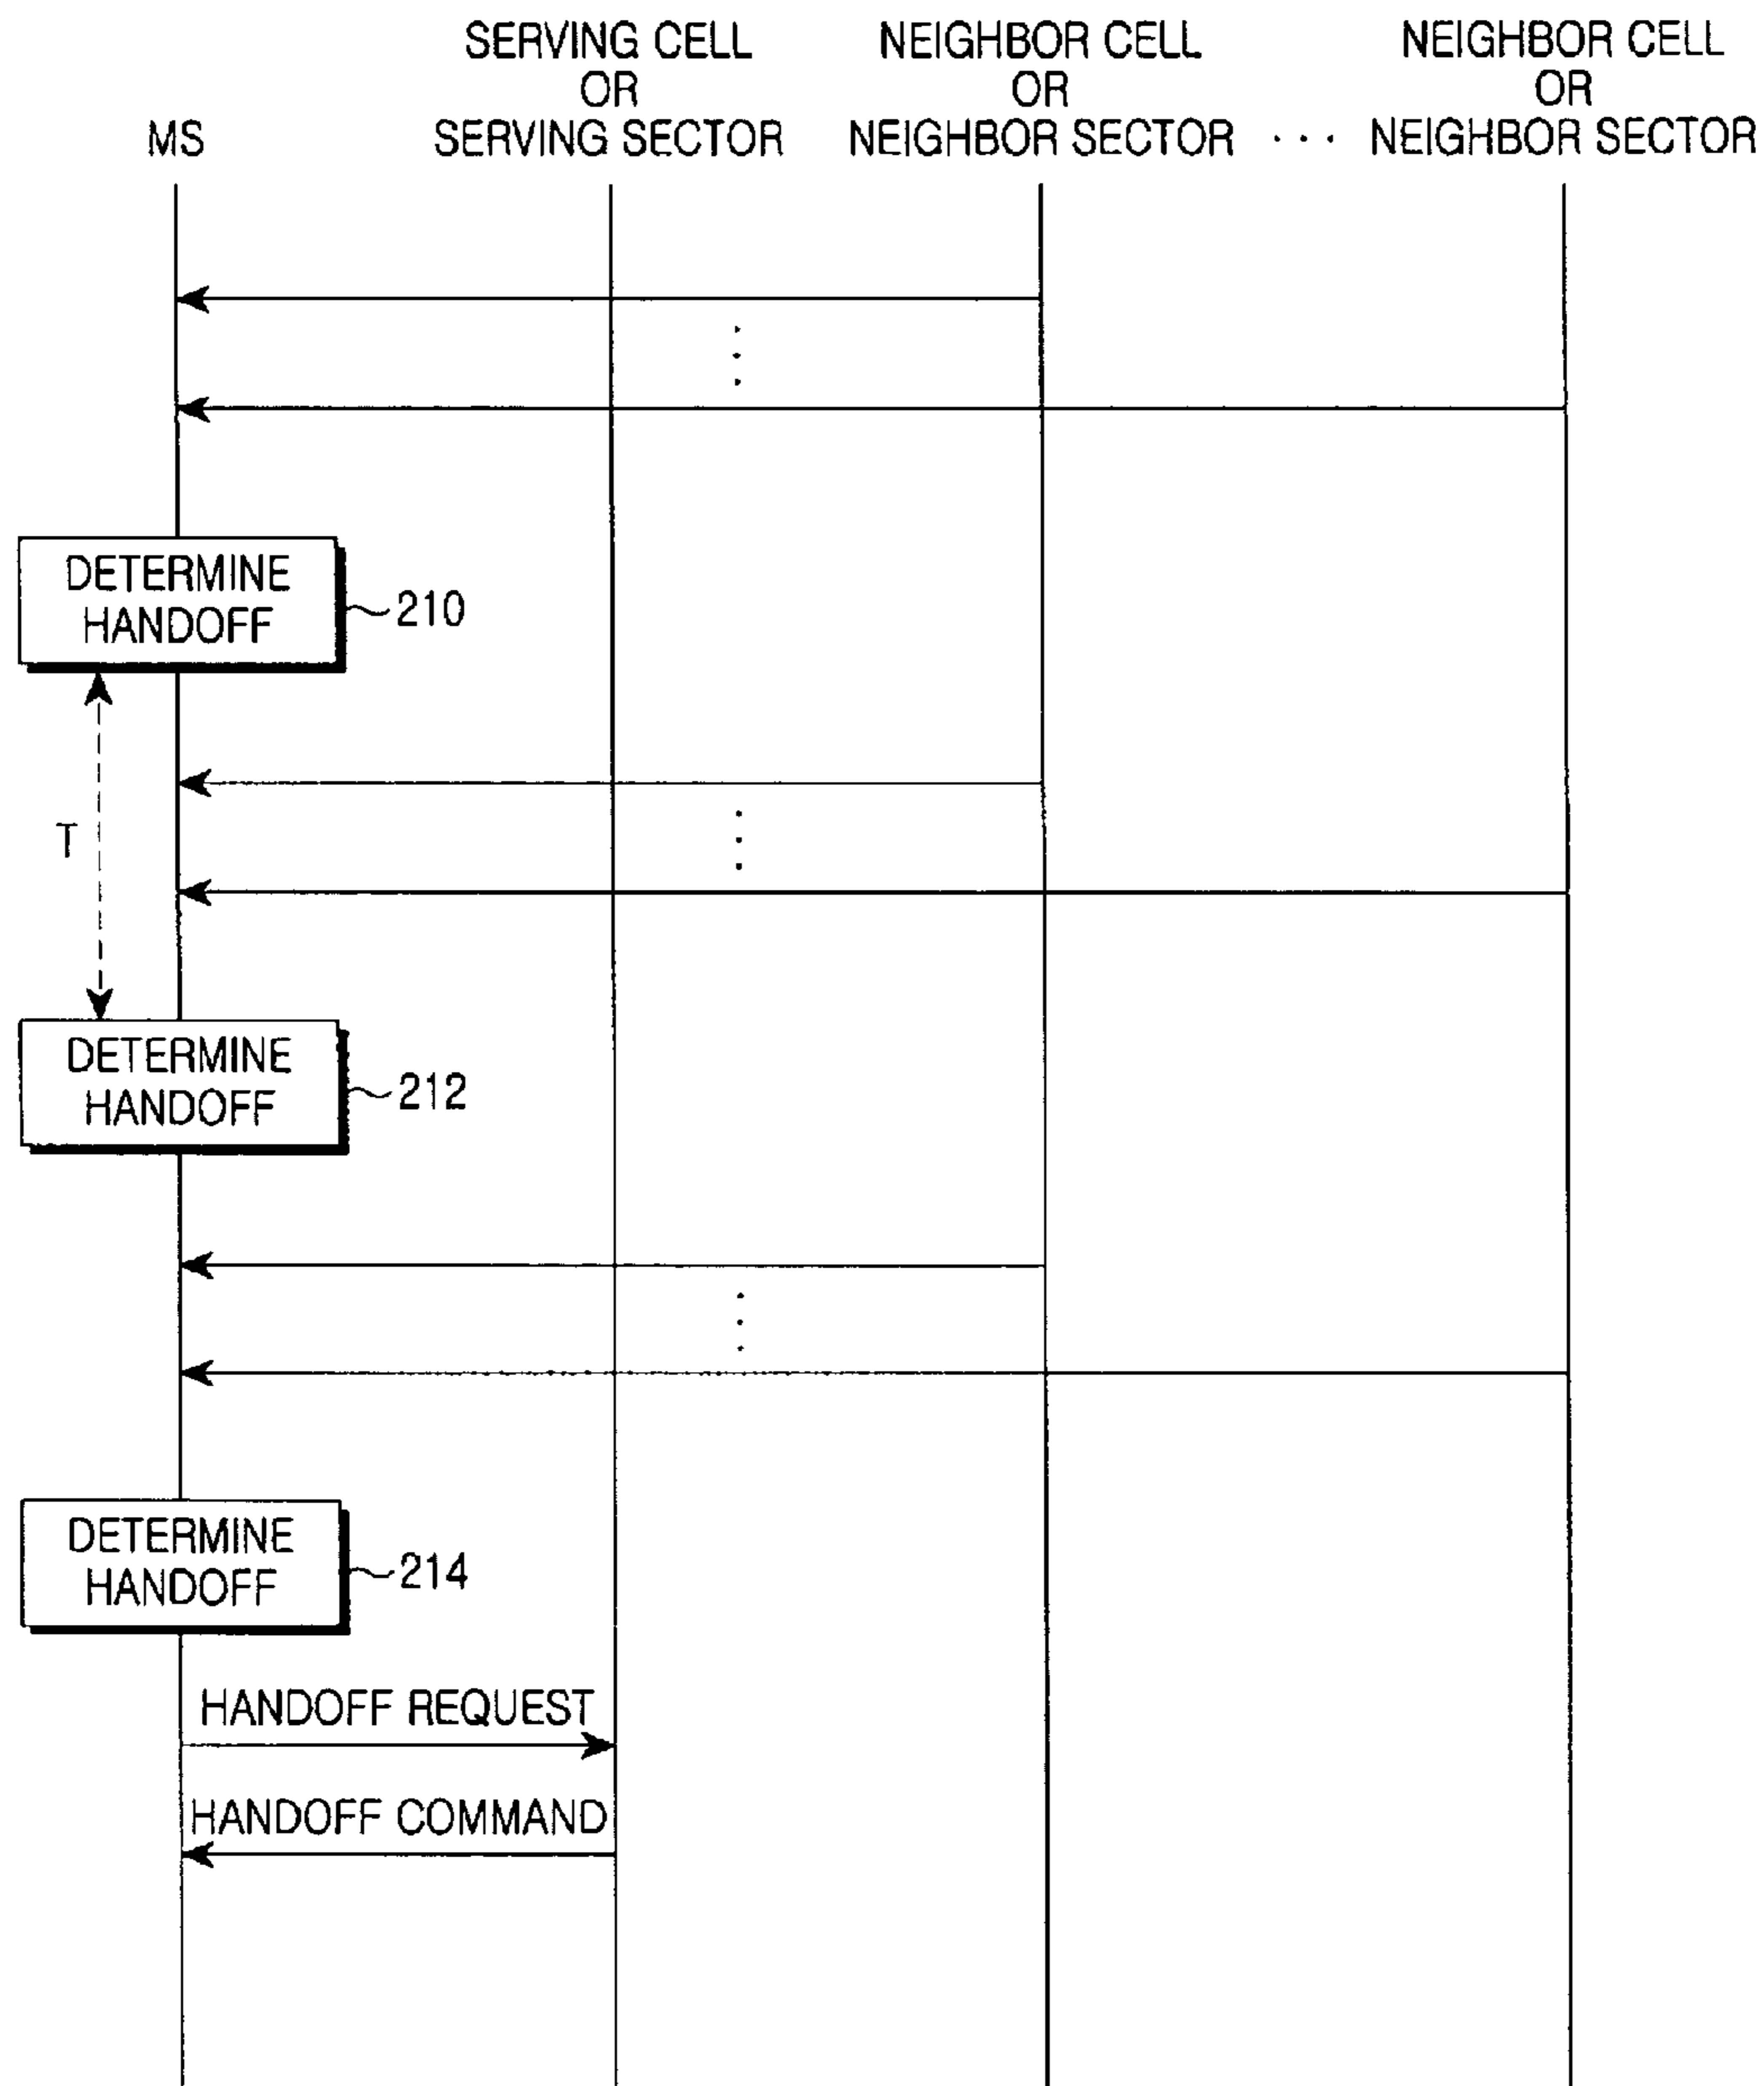 MS
SERVING CELL
OR
SERVING SECTOR
NEIGHBOR CELL
OR
NEIGHBOR SECTOR
· · ·
NEIGHBOR CELL
OR
NEIGHBOR SECTOR
DETERMINE
HANDOFF
210
T
DETERMINE
HANDOFF
212
DETERMINE
HANDOFF
214
HANDOFF REQUEST
HANDOFF COMMAND